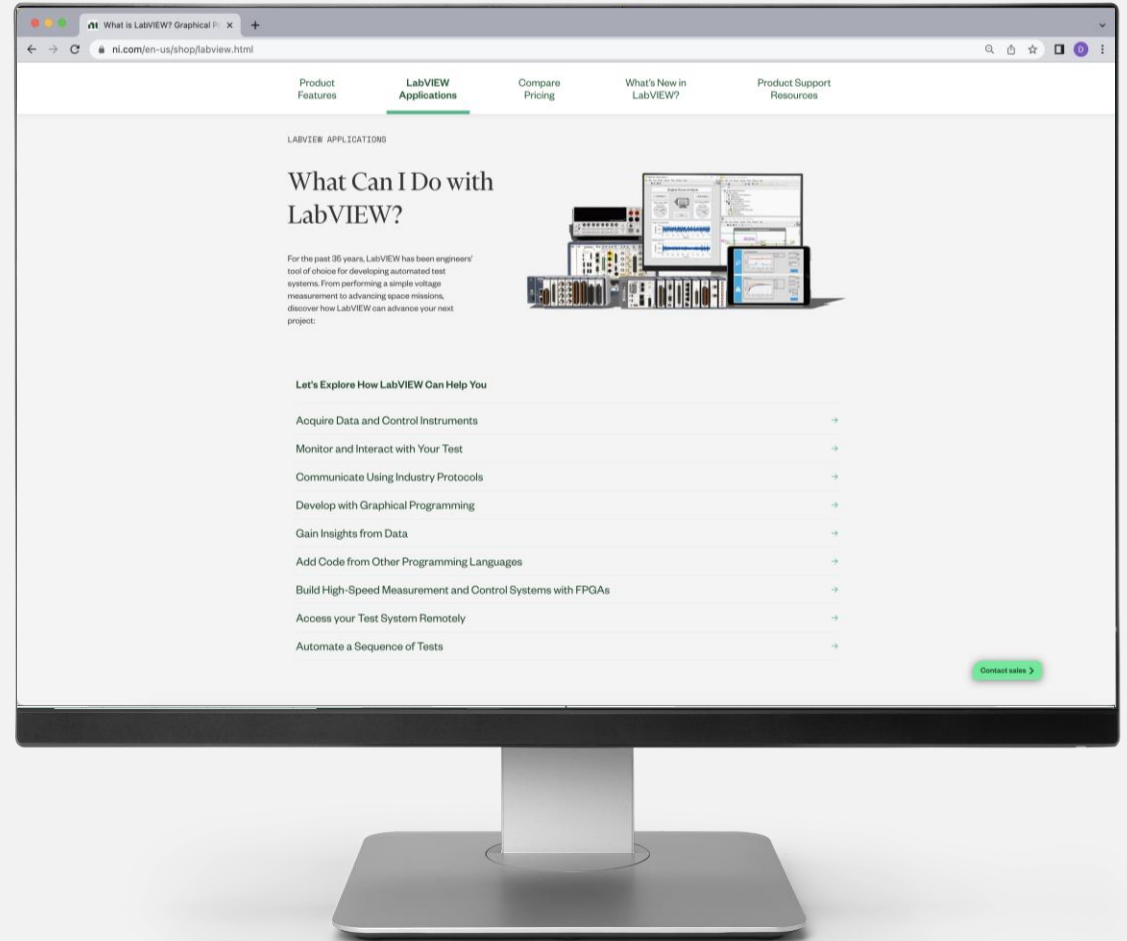 What is LabVIEW? Graphical P
ni.com/en-us/shop/labview.html
D
Product
Features
LabVIEW
Applications
Compare
Pricing
What's New in
LabVIEW?
Product Support
Resources
LABVIEW APPLICATIONS
What Can I Do with
LabVIEW?
For the past 36 years, LabVIEW has been engineers'
tool of choice for developing automated test
systems. From performing a simple voltage
measurement to advancing space missions,
discover how LabVIEW can advance your next
project:
Let's Explore How LabVIEW Can Help You
Acquire Data and Control Instruments
Monitor and Interact with Your Test
Communicate Using Industry Protocols
Develop with Graphical Programming
Gain Insights from Data
Add Code from Other Programming Languages
Build High-Speed Measurement and Control Systems with FPGAs
Access your Test System Remotely
Automate a Sequence of Tests
Contact sales